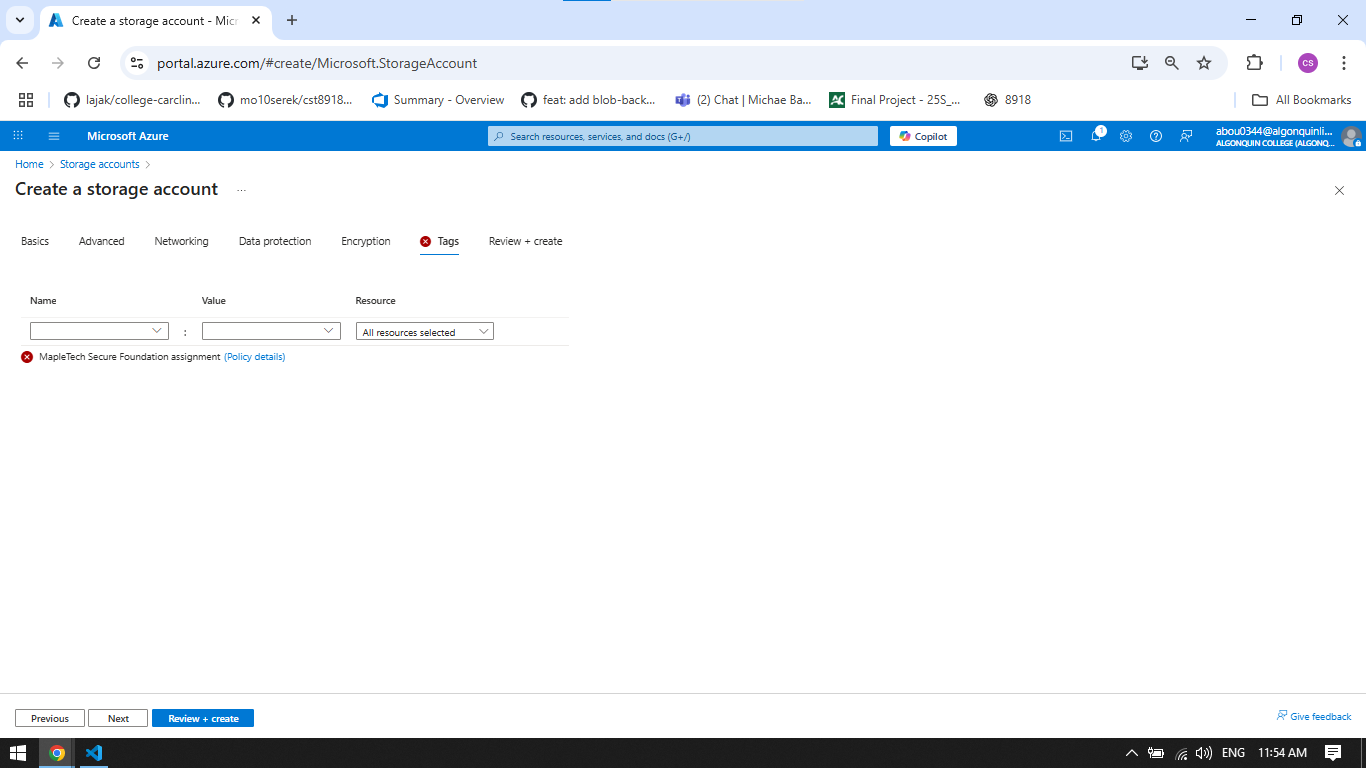 Create a storage account - Micr
portal.azure.com/#create/Microsoft.StorageAccount
CS
lajak/college-carclin...
mo10serek/cst8918...
Summary - Overview
feat: add blob-back...
(2) Chat | Michae Ba...
Final Project - 25S_...
8918
All Bookmarks
Microsoft Azure
Search resources, services, and docs (G+/)
Copilot
1
abou0344@algonquinli...
ALGONQUIN COLLEGE (ALGONQ...
Home > Storage accounts >
Create a storage account ...
Basics Advanced Networking Data protection Encryption Tags Review + create
Name Value Resource
: All resources selected
MapleTech Secure Foundation assignment (Policy details)
Previous Next Review + create
Give feedback
ENG 11:54 AM